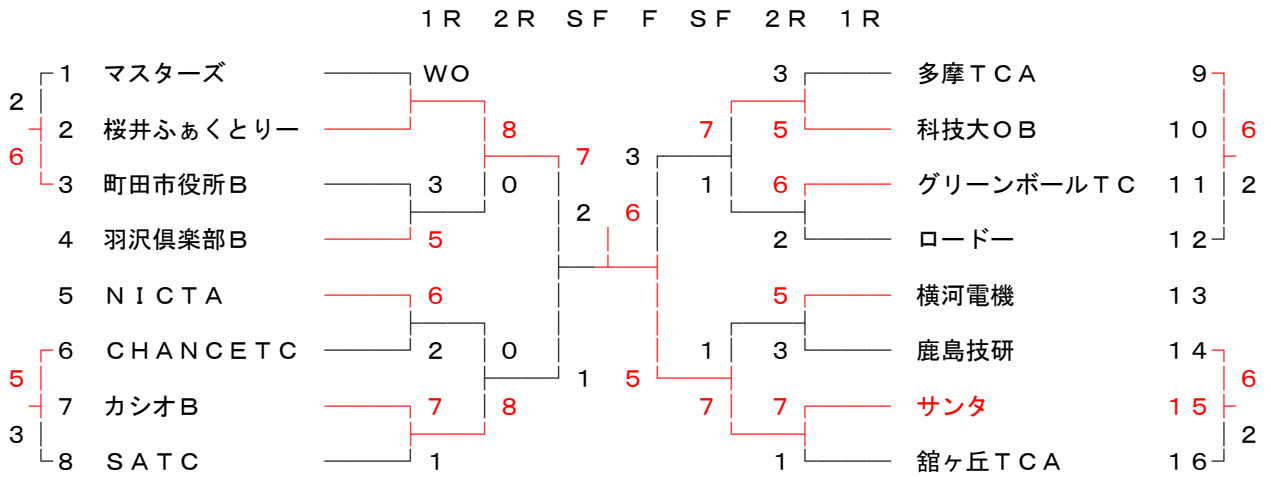 １Ｒ ２Ｒ ＳＦ Ｆ ＳＦ ２Ｒ １Ｒ
1 マスターズ WO 3 多摩ＴＣＡ 9
2
2 桜井ふぁくとりー 8 7 5 科技大ＯＢ 10 6
6 7 3
3 町田市役所Ｂ 3 0 1 6 グリーンボールＴＣ 11 2
2 6
4 羽沢倶楽部Ｂ 5 2 ロードー 12
5 ＮＩＣＴＡ 6 5 横河電機 13
6 ＣＨＡＮＣＥＴＣ 2 0 1 3 鹿島技研 14
5 1 5 6
7 カシオＢ 7 8 7 7 サンタ 15
3 2
8 ＳＡＴＣ 1 1 舘ヶ丘ＴＣＡ 16